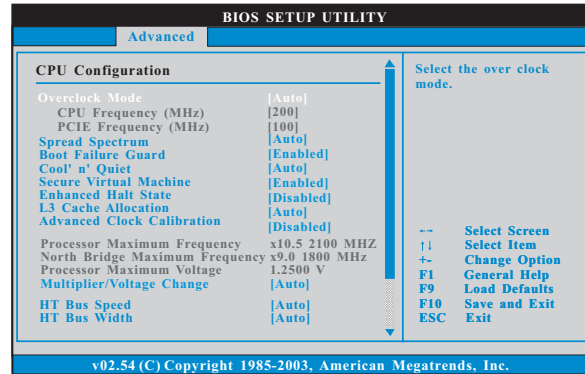 BIOS SETUP UTILITY
Advanced
CPU Configuration
Overclock Mode [Auto]
CPU Frequency (MHz) [200]
PCIE Frequency (MHz) [100]
Spread Spectrum [Auto]
Boot Failure Guard [Enabled]
Cool' n' Quiet [Auto]
Secure Virtual Machine [Enabled]
Enhanced Halt State [Disabled]
L3 Cache Allocation [Auto]
Advanced Clock Calibration [Disabled]
Processor Maximum Frequency x10.5 2100 MHZ
North Bridge Maximum Frequency x9.0 1800 MHz
Processor Maximum Voltage 1.2500 V
Multiplier/Voltage Change [Auto]
HT Bus Speed [Auto]
HT Bus Width [Auto]
Select the over clock
mode.
←→ Select Screen
↑↓ Select Item
+- Change Option
F1 General Help
F9 Load Defaults
F10 Save and Exit
ESC Exit
v02.54 (C) Copyright 1985-2003, American Megatrends, Inc.